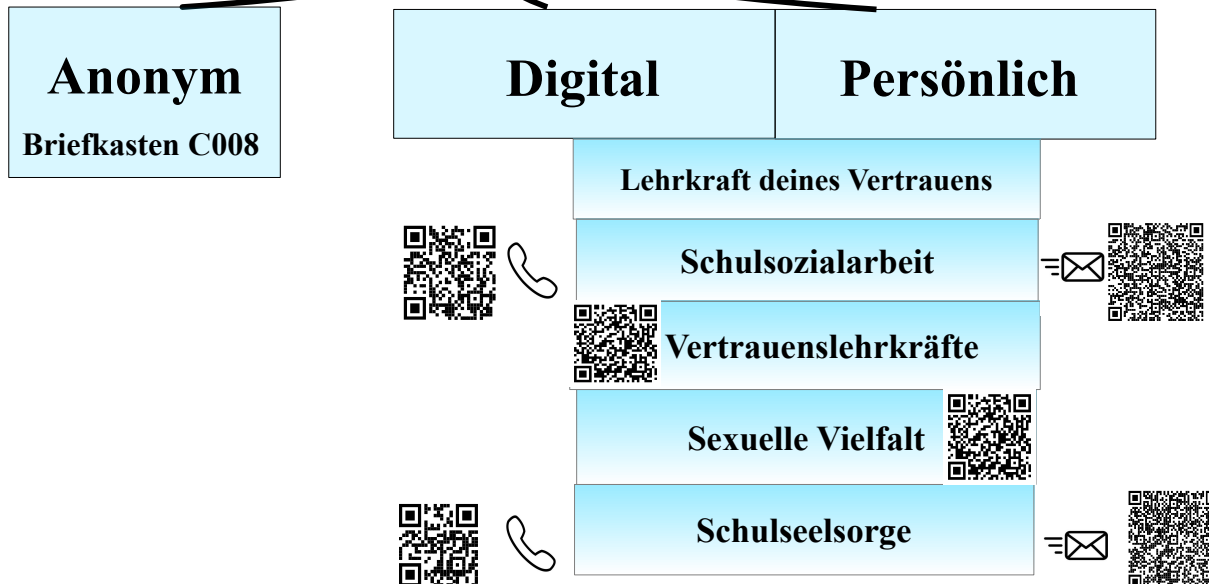 Anonym
Briefkasten C008
Digital
Persönlich
Lehrkraft deines Vertrauens
Schulsozialarbeit
Vertrauenslehrkräfte
Sexuelle Vielfalt
Schulseelsorge